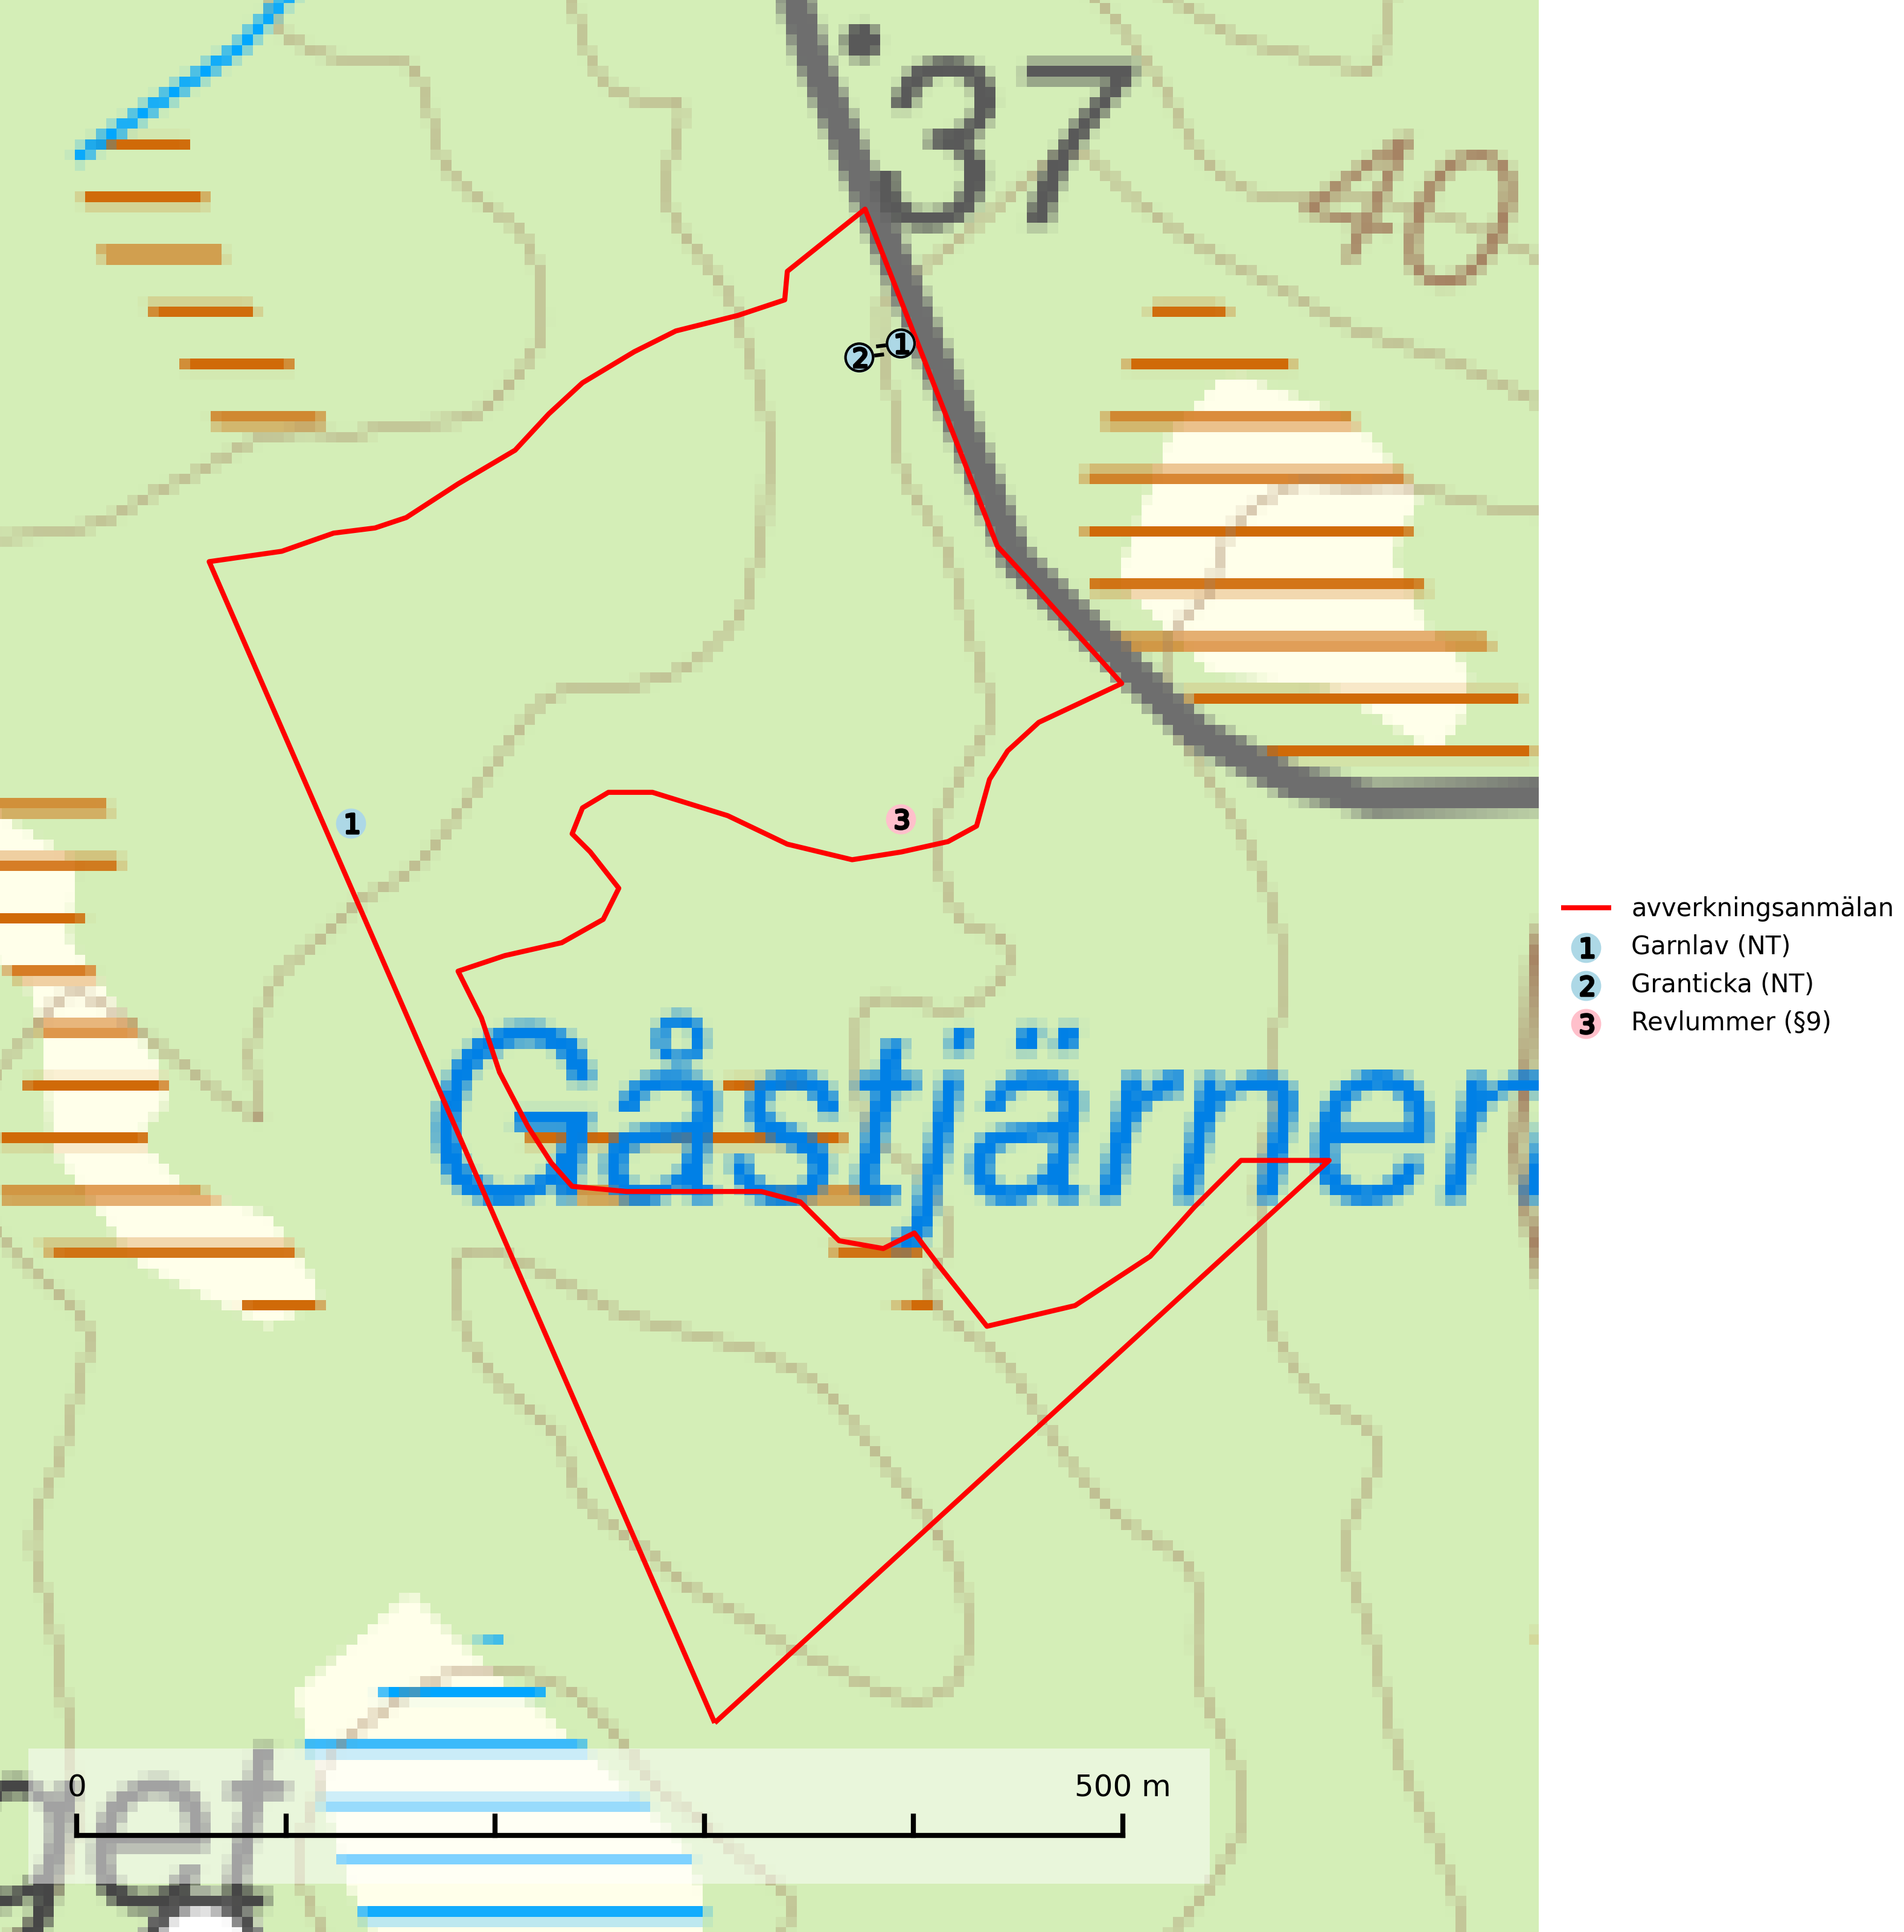 37
40
2 1
1
3
Gåstjärnen
0 500 m
avverkningsanmälan
1 Garnlav (NT)
2 Granticka (NT)
3 Revlummer (§9)